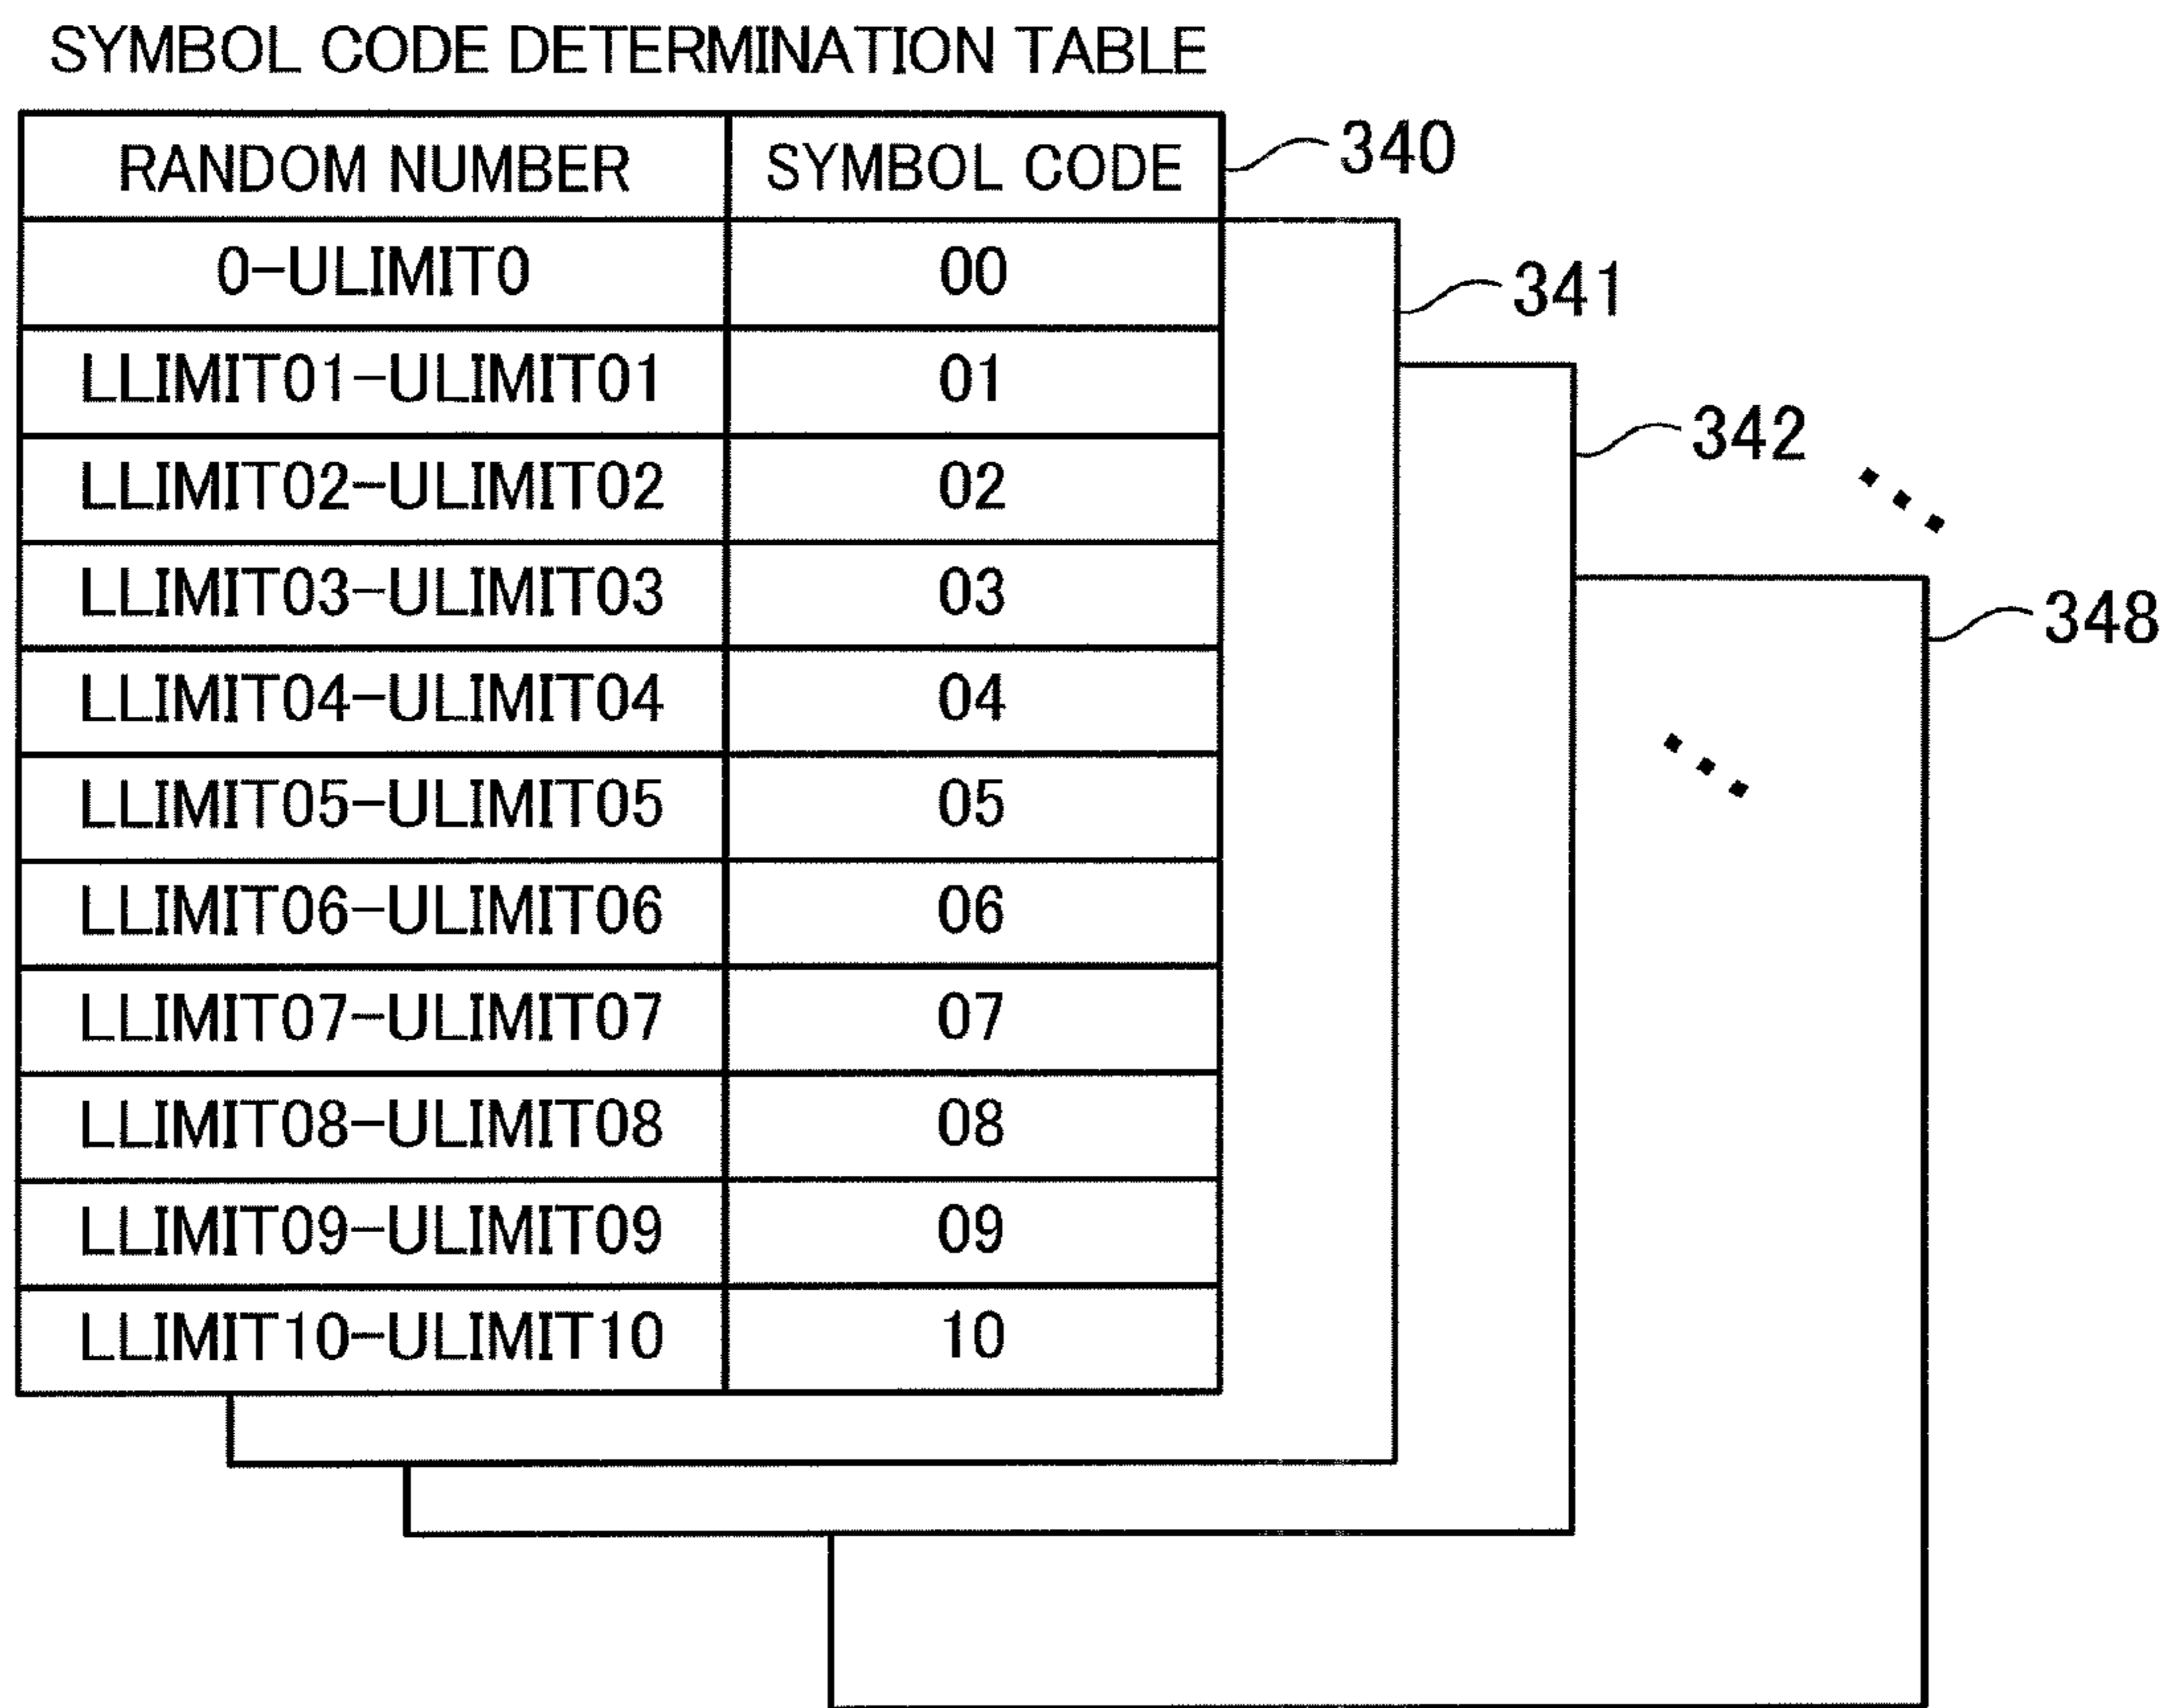 SYMBOL CODE DETERMINATION TABLE
RANDOM NUMBER SYMBOL CODE 340
0-ULIMIT0 00 341
LLIMIT01-ULIMIT01 01
LLIMIT02-ULIMIT02 02 342
LLIMIT03-ULIMIT03 03 348
LLIMIT04-ULIMIT04 04
LLIMIT05-ULIMIT05 05
LLIMIT06-ULIMIT06 06
LLIMIT07-ULIMIT07 07
LLIMIT08-ULIMIT08 08
LLIMIT09-ULIMIT09 09
LLIMIT10-ULIMIT10 10